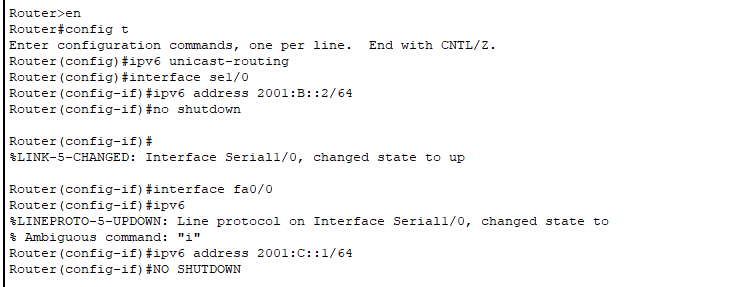 Router>en
Router#config t
Enter configuration commands, one per line.  End with CNTL/Z.
Router(config)#ipv6 unicast-routing
Router(config)#interface se1/0
Router(config-if)#ipv6 address 2001:B::2/64
Router(config-if)#no shutdown
Router(config-if)#
%LINK-5-CHANGED: Interface Serial1/0, changed state to up
Router(config-if)#interface fa0/0
Router(config-if)#ipv6
%LINEPROTO-5-UPDOWN: Line protocol on Interface Serial1/0, changed state to
% Ambiguous command: "i"
Router(config-if)#ipv6 address 2001:C::1/64
Router(config-if)#NO SHUTDOWN